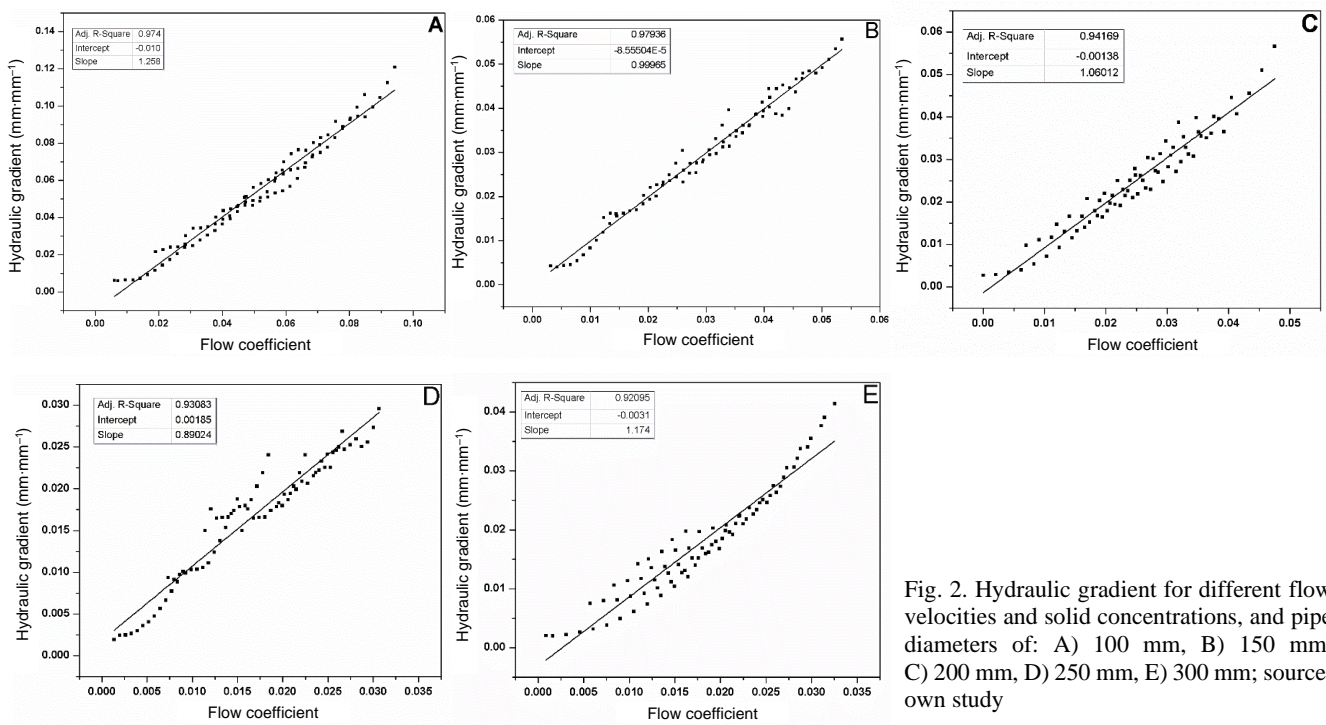 A
Adj. R-Square 0.974
Intercept -0.010
Slope 1.258
Hydraulic gradient (mm·mm⁻¹)
0.14
0.12
0.10
0.08
0.06
0.04
0.02
0.00
0.00 0.02 0.04 0.06 0.08 0.10
Flow coefficient
B
Adj. R-Square 0.97936
Intercept -8.55504E-5
Slope 0.99965
Hydraulic gradient (mm·mm⁻¹)
0.06
0.05
0.04
0.03
0.02
0.01
0.00
0.00 0.01 0.02 0.03 0.04 0.05 0.06
Flow coefficient
C
Adj. R-Square 0.94169
Intercept -0.00138
Slope 1.06012
Hydraulic gradient (mm·mm⁻¹)
0.06
0.05
0.04
0.03
0.02
0.01
0.00
0.00 0.01 0.02 0.03 0.04 0.05
Flow coefficient
D
Adj. R-Square 0.93083
Intercept 0.00185
Slope 0.89024
Hydraulic gradient (mm·mm⁻¹)
0.030
0.025
0.020
0.015
0.010
0.005
0.000
0.000 0.005 0.010 0.015 0.020 0.025 0.030 0.035
Flow coefficient
E
Adj. R-Square 0.92095
Intercept -0.0031
Slope 1.174
Hydraulic gradient (mm·mm⁻¹)
0.04
0.03
0.02
0.01
0.00
0.000 0.005 0.010 0.015 0.020 0.025 0.030 0.035
Flow coefficient
Fig. 2. Hydraulic gradient for different flow
velocities and solid concentrations, and pipe
diameters of: A) 100 mm, B) 150 mm
C) 200 mm, D) 250 mm, E) 300 mm; source
own study